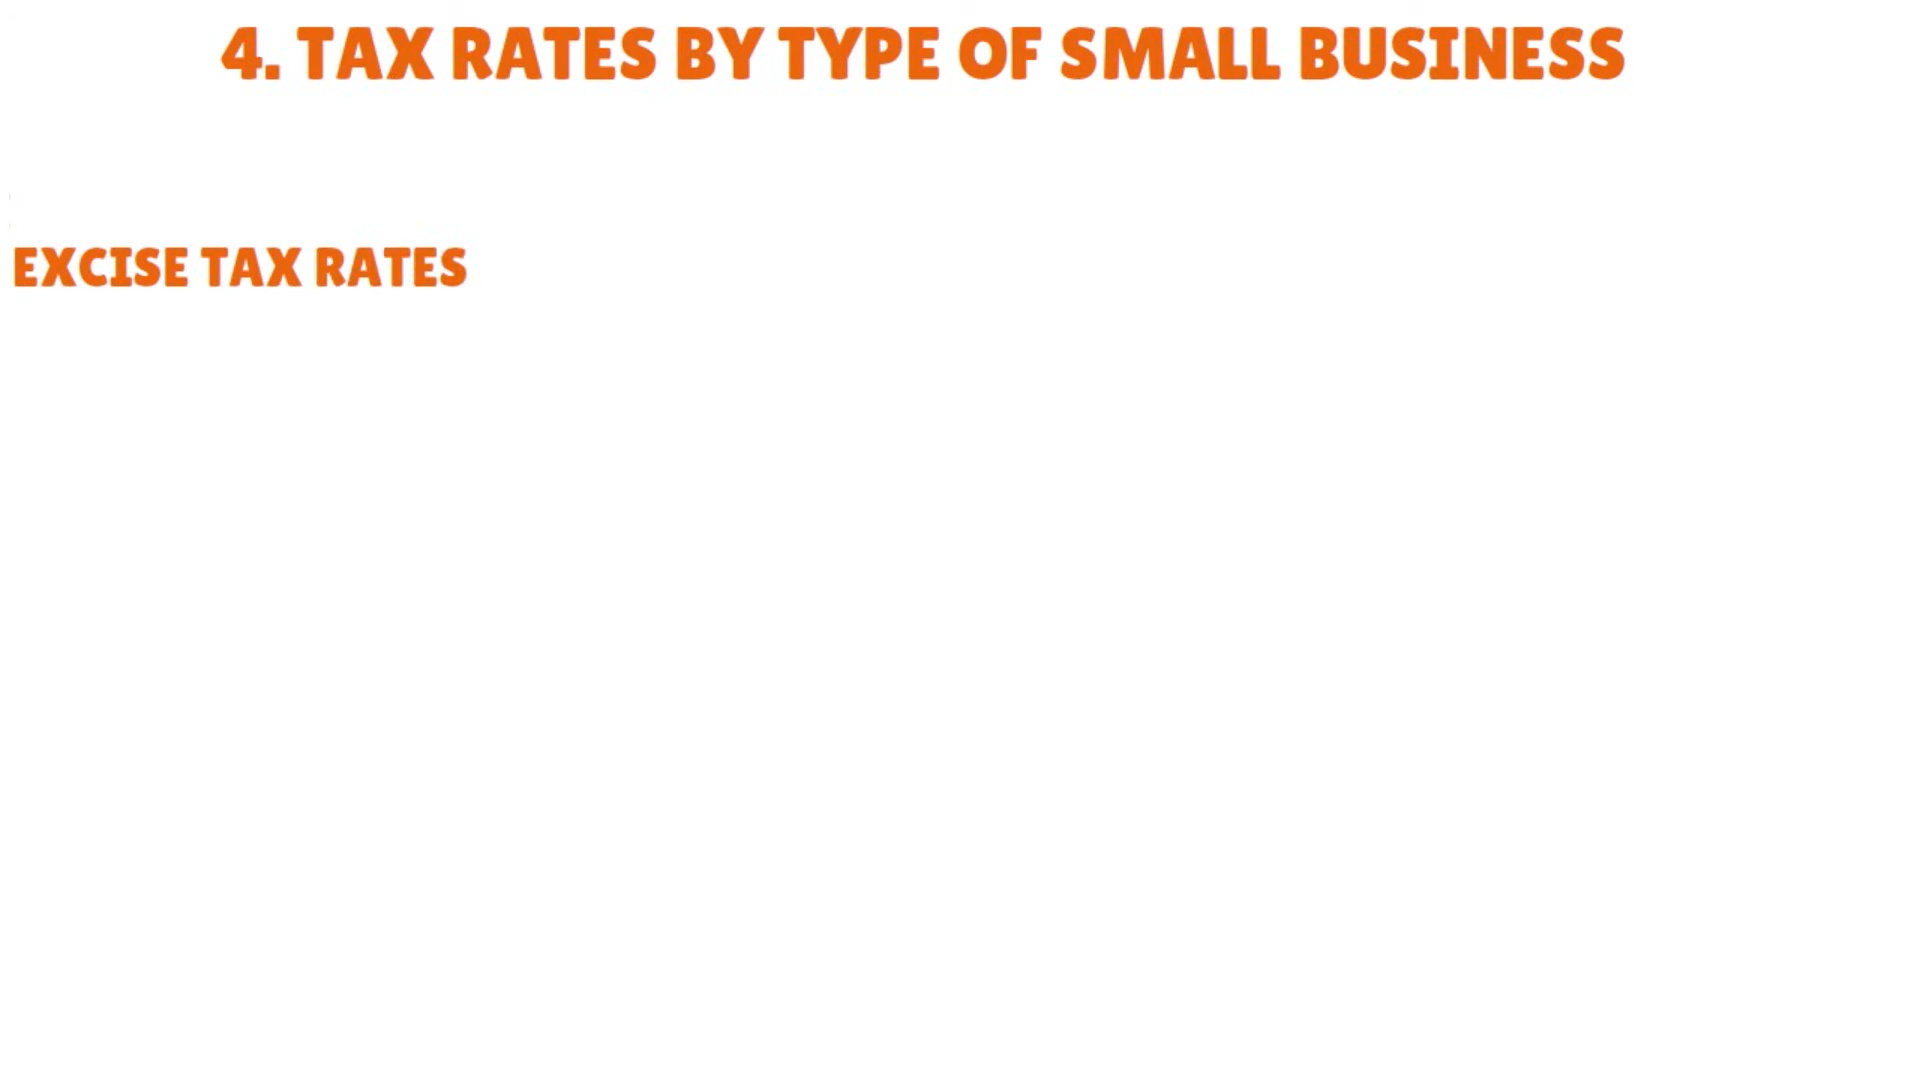 4. TAX RATES BY TYPE OF SMALL BUSINESS
EXCISE TAX RATES